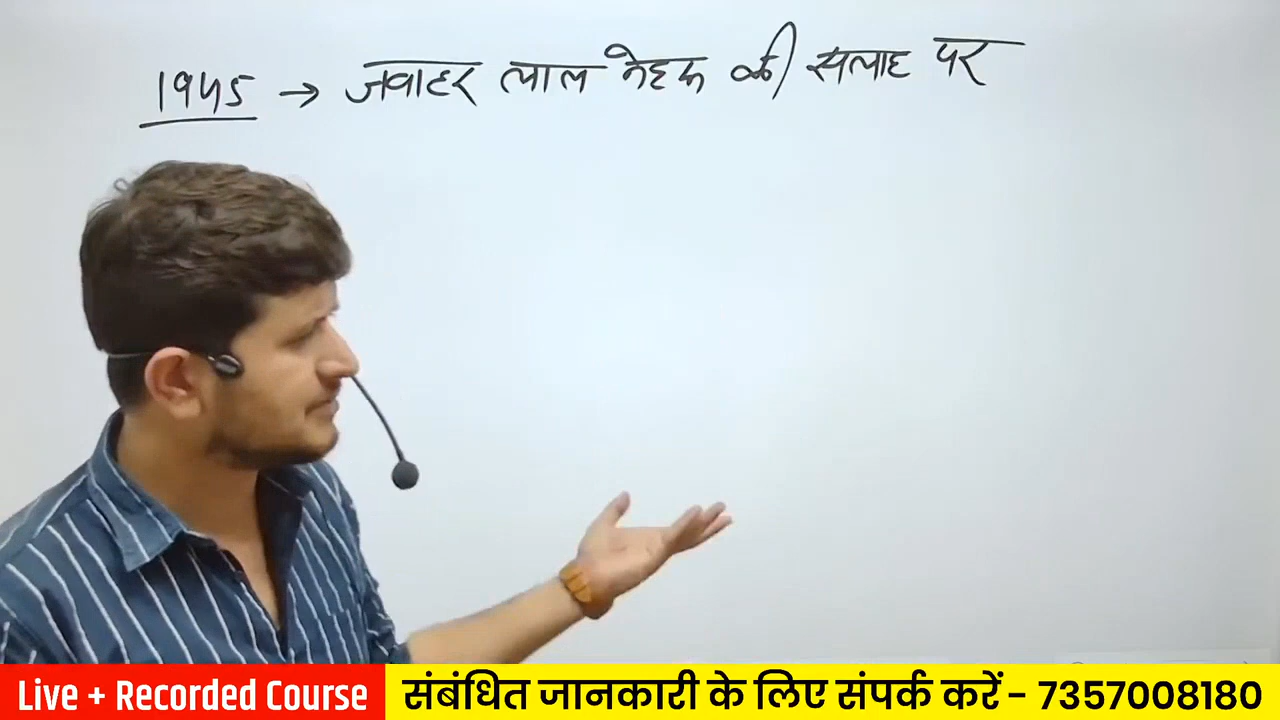 1945 → जवाहर लाल नेहरू की सलाह पर
Live + Recorded Course
संबंधित जानकारी के लिए संपर्क करें - 7357008180